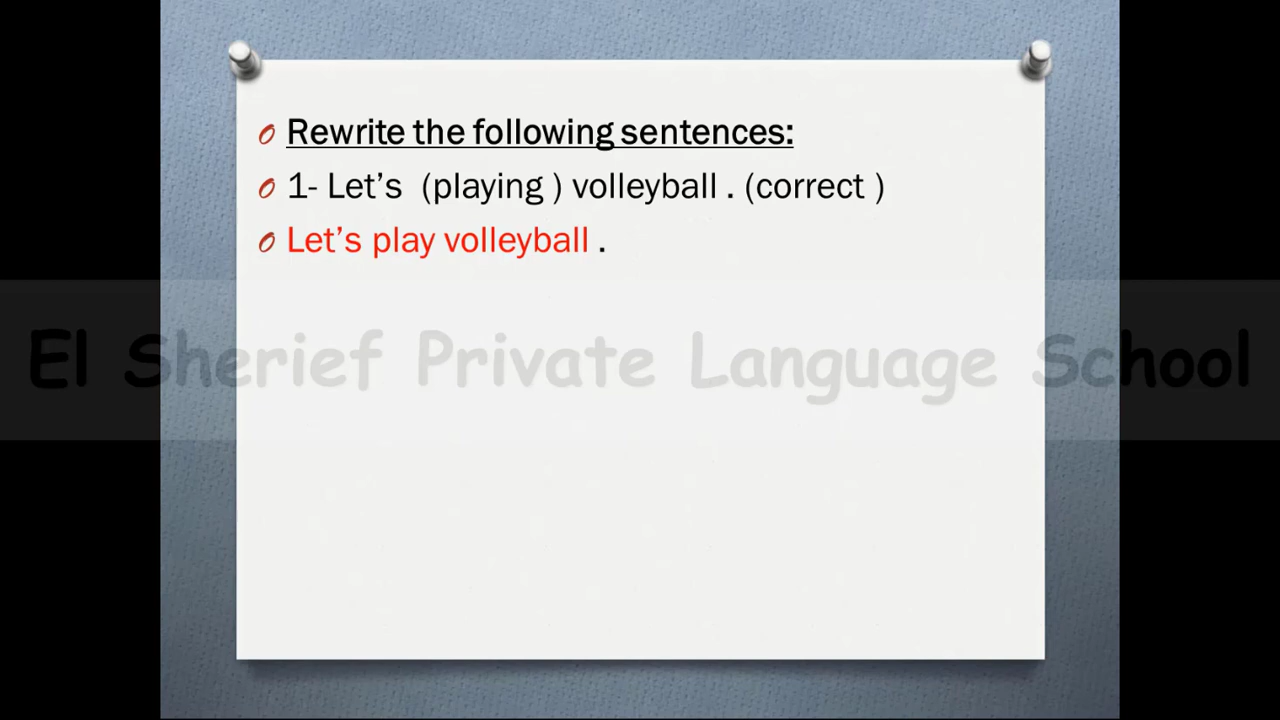 Rewrite the following sentences:
1- Let’s (playing ) volleyball . (correct )
Let’s play volleyball .
El Sherief Private Language School